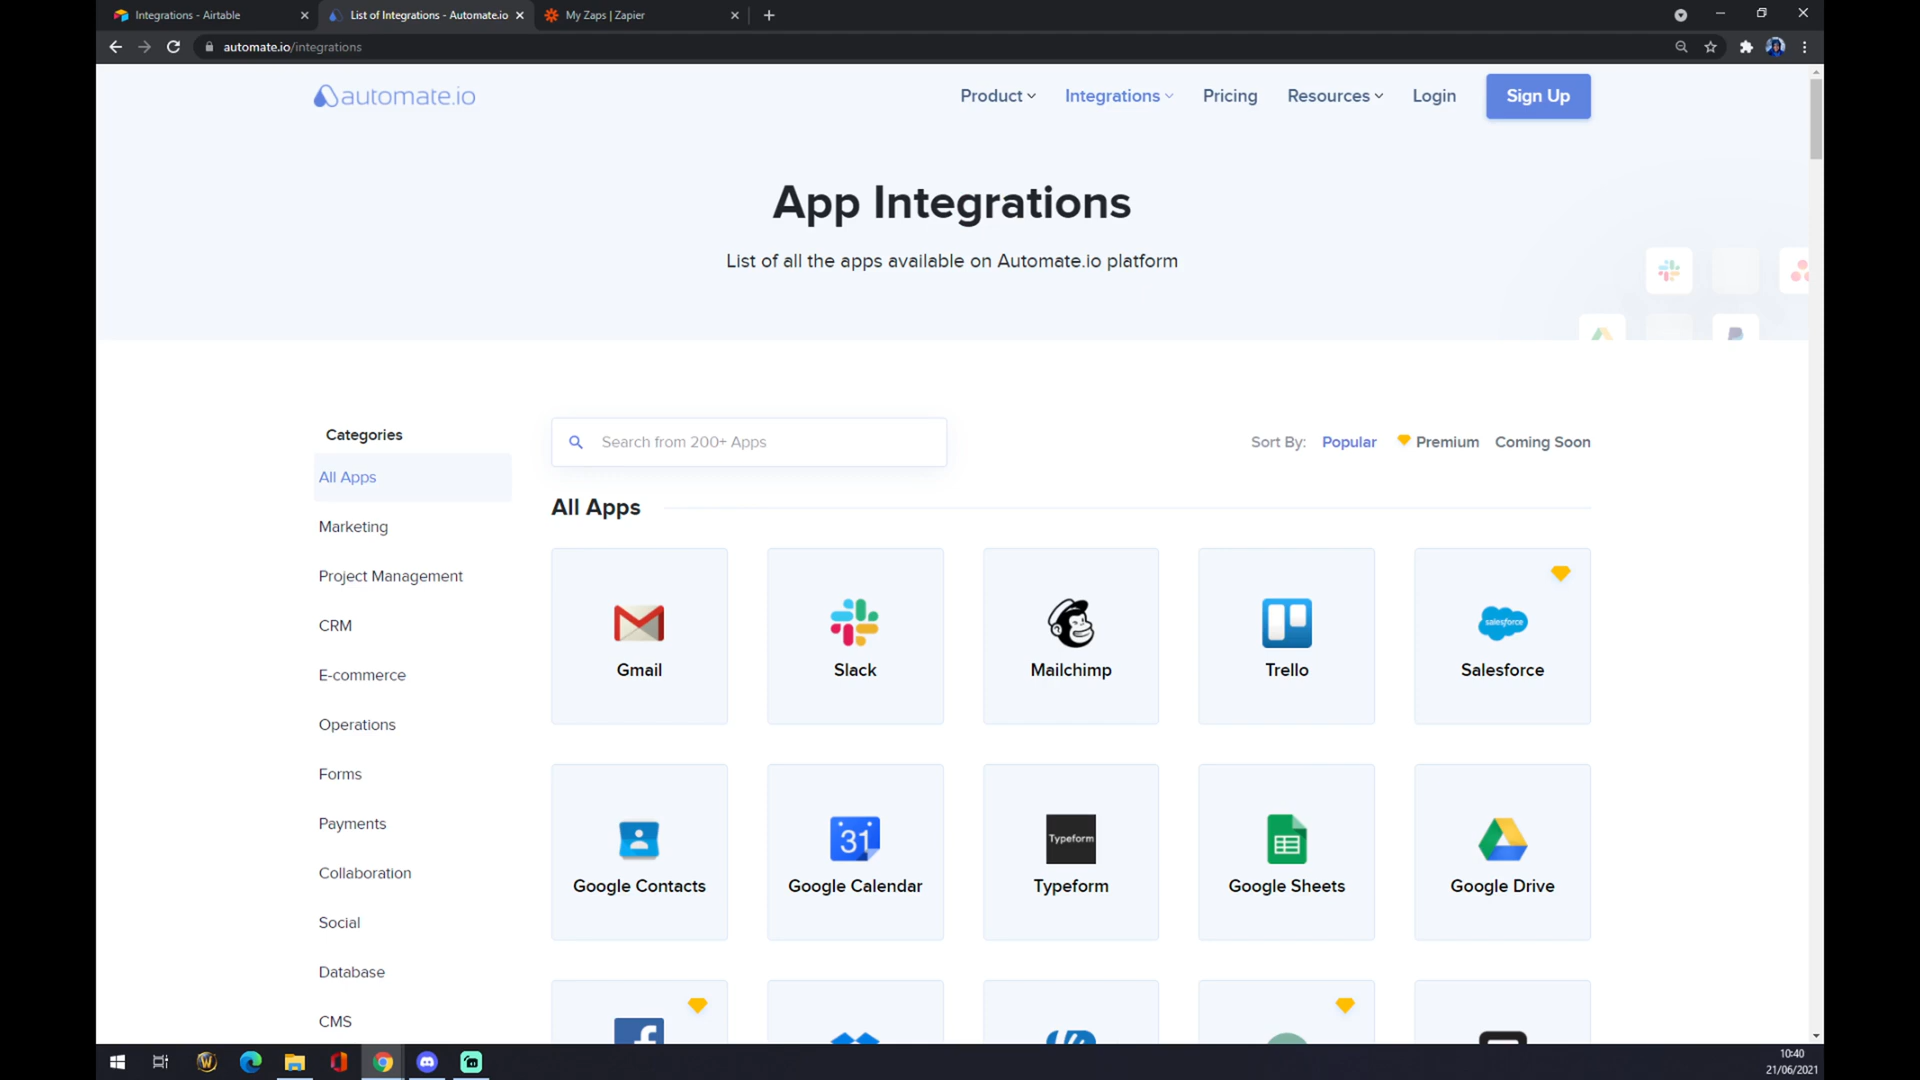 Integrations - Airtable
List of Integrations - Automate.io
My Zaps | Zapier
automate.io/integrations
automate.io
Product
Integrations
Pricing
Resources
Login
Sign Up
App Integrations
List of all the apps available on Automate.io platform
Categories
All Apps
Marketing
Project Management
CRM
E-commerce
Operations
Forms
Payments
Collaboration
Social
Database
CMS
Search from 200+ Apps
Sort By:
Popular
Premium
Coming Soon
All Apps
Gmail
Slack
Mailchimp
Trello
salesforce
Salesforce
Google Contacts
31
Google Calendar
Typeform
Typeform
Google Sheets
Google Drive
10:40
21/06/2021